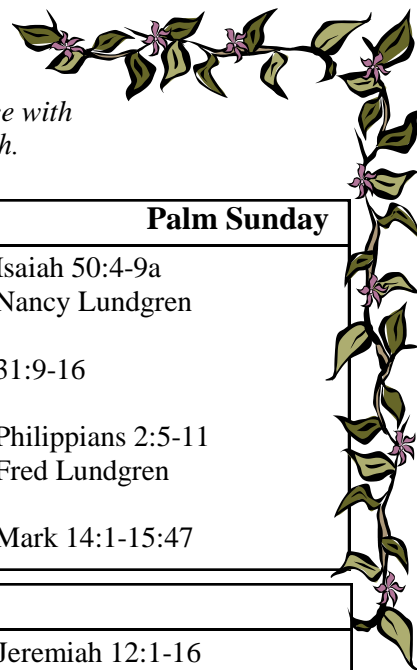 with
Palm Sunday
Isaiah 50:4-9a
Nancy Lundgren
31:9-16
Philippians 2:5-11
Fred Lundgren
Mark 14:1-15:47
Jeremiah 12:1-16